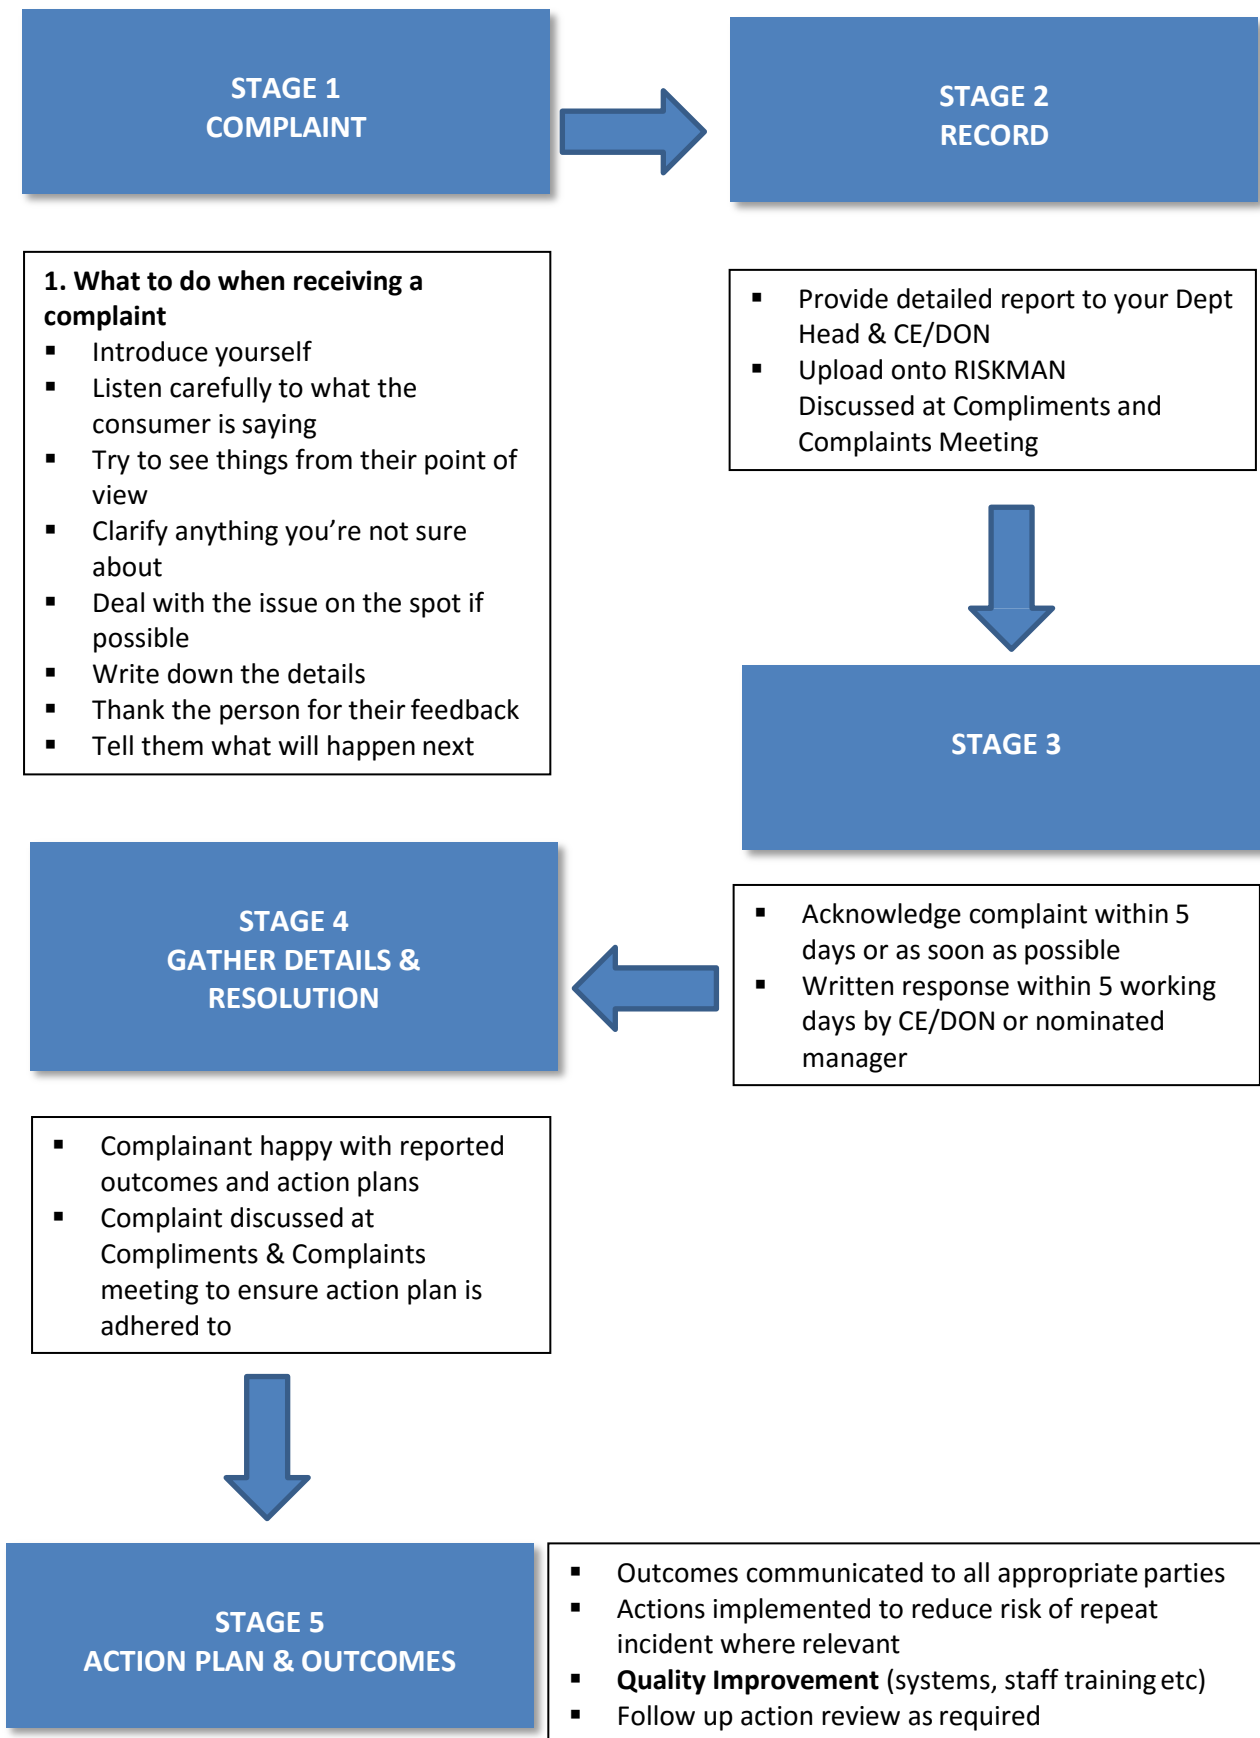 STAGE 1
COMPLAINT
STAGE 2
RECORD
1. What to do when receiving a
complaint
▪ Introduce yourself
▪ Listen carefully to what the
consumer is saying
▪ Try to see things from their point of
view
▪ Clarify anything you’re not sure
about
▪ Deal with the issue on the spot if
possible
▪ Write down the details
▪ Thank the person for their feedback
▪ Tell them what will happen next
▪ Provide detailed report to your Dept
Head & CE/DON
▪ Upload onto RISKMAN
Discussed at Compliments and
Complaints Meeting
STAGE 3
▪ Acknowledge complaint within 5
days or as soon as possible
▪ Written response within 5 working
days by CE/DON or nominated
manager
STAGE 4
GATHER DETAILS &
RESOLUTION
▪ Complainant happy with reported
outcomes and action plans
▪ Complaint discussed at
Compliments & Complaints
meeting to ensure action plan is
adhered to
STAGE 5
ACTION PLAN & OUTCOMES
▪ Outcomes communicated to all appropriate parties
▪ Actions implemented to reduce risk of repeat
incident where relevant
▪ Quality Improvement (systems, staff training etc)
▪ Follow up action review as required